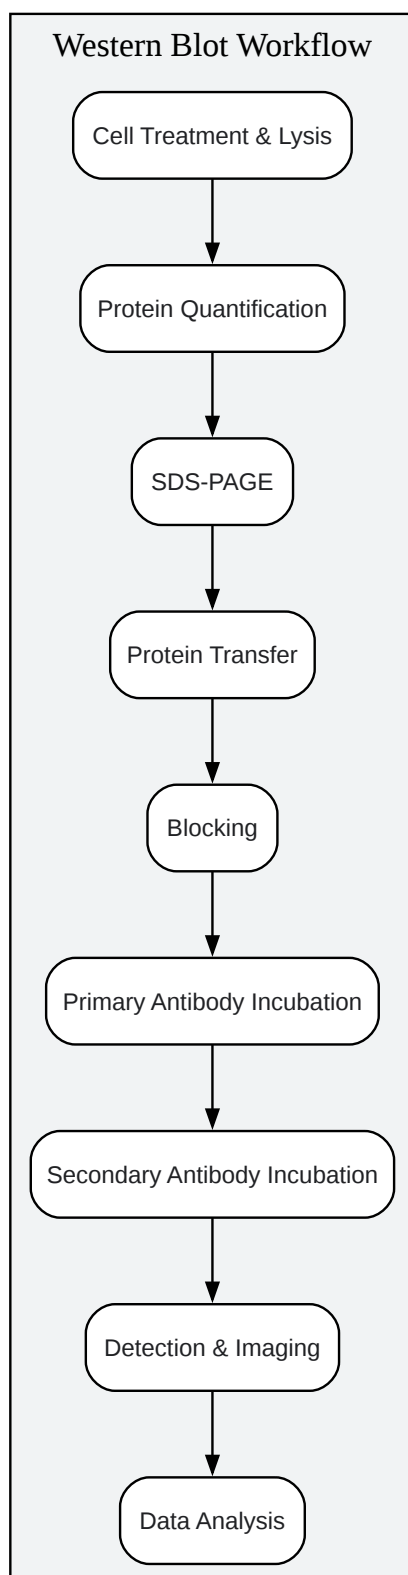 Western Blot Workflow
Cell Treatment & Lysis
Protein Quantification
SDS-PAGE
Protein Transfer
Blocking
Primary Antibody Incubation
Secondary Antibody Incubation
Detection & Imaging
Data Analysis